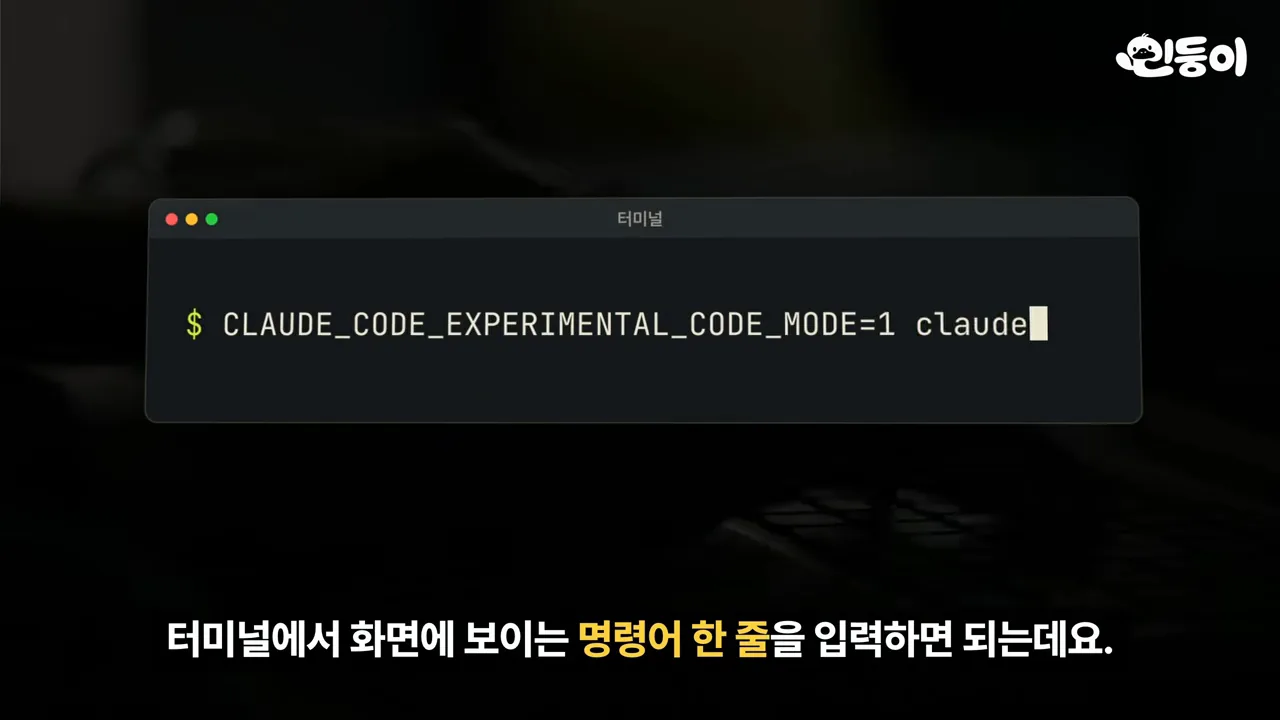 인둥이
터미널
$ CLAUDE_CODE_EXPERIMENTAL_CODE_MODE=1 claude
터미널에서 화면에 보이는 명령어 한 줄을 입력하면 되는데요.